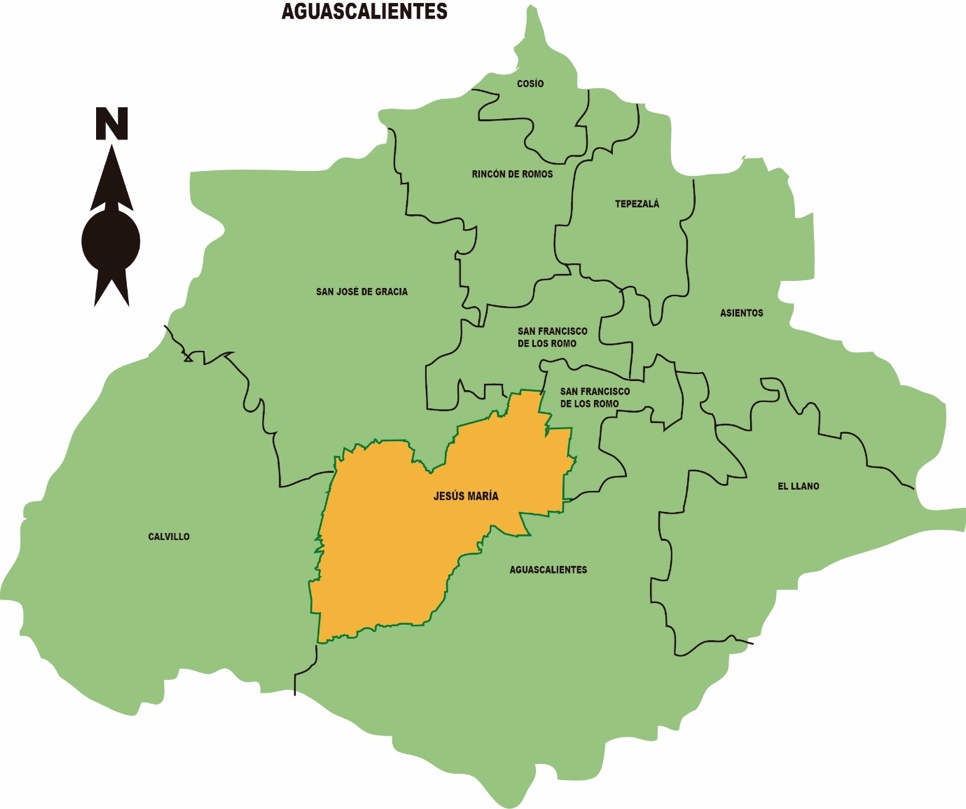 AGUASCALIENTES
COSÍO
N
RINCÓN DE ROMOS
TEPEZALÁ
SAN JOSÉ DE GRACIA
ASIENTOS
SAN FRANCISCO
DE LOS ROMO
SAN FRANCISCO
DE LOS ROMO
JESÚS MARÍA
EL LLANO
CALVILLO
AGUASCALIENTES